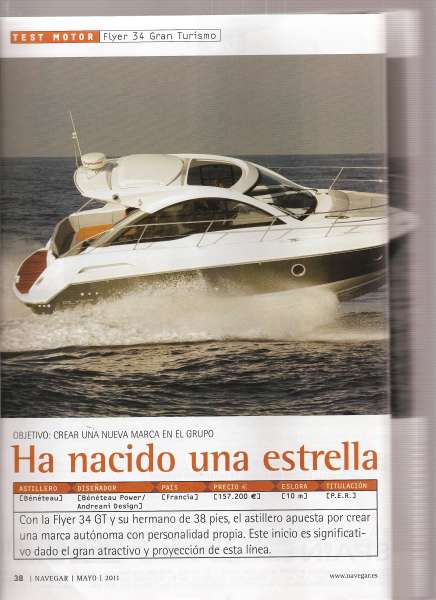 TEST MOTOR Flyer 34 Gran Turismo
OBJETIVO: CREAR UNA NUEVA MARCA EN EL GRUPO
Ha nacido una estrella
ASTILLERO DISEÑADOR PAÍS PRECIO € ESLORA TITULACIÓN
[Bénéteau] [Bénéteau Power/ [Francia] [157.200 €] [10 m] [P.E.R.]
Andreani Design]
Con la Flyer 34 GT y su hermano de 38 pies, el astillero apuesta por crear
una marca autónoma con personalidad propia. Este inicio es significati-
vo dado el gran atractivo y proyección de esta línea.
38 | NAVEGAR | MAYO | 2011 www.navegar.es